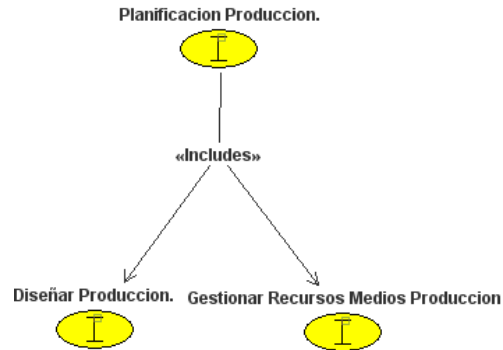 Planificacion Produccion.
«Includes»
Diseñar Produccion.
Gestionar Recursos Medios Produccion